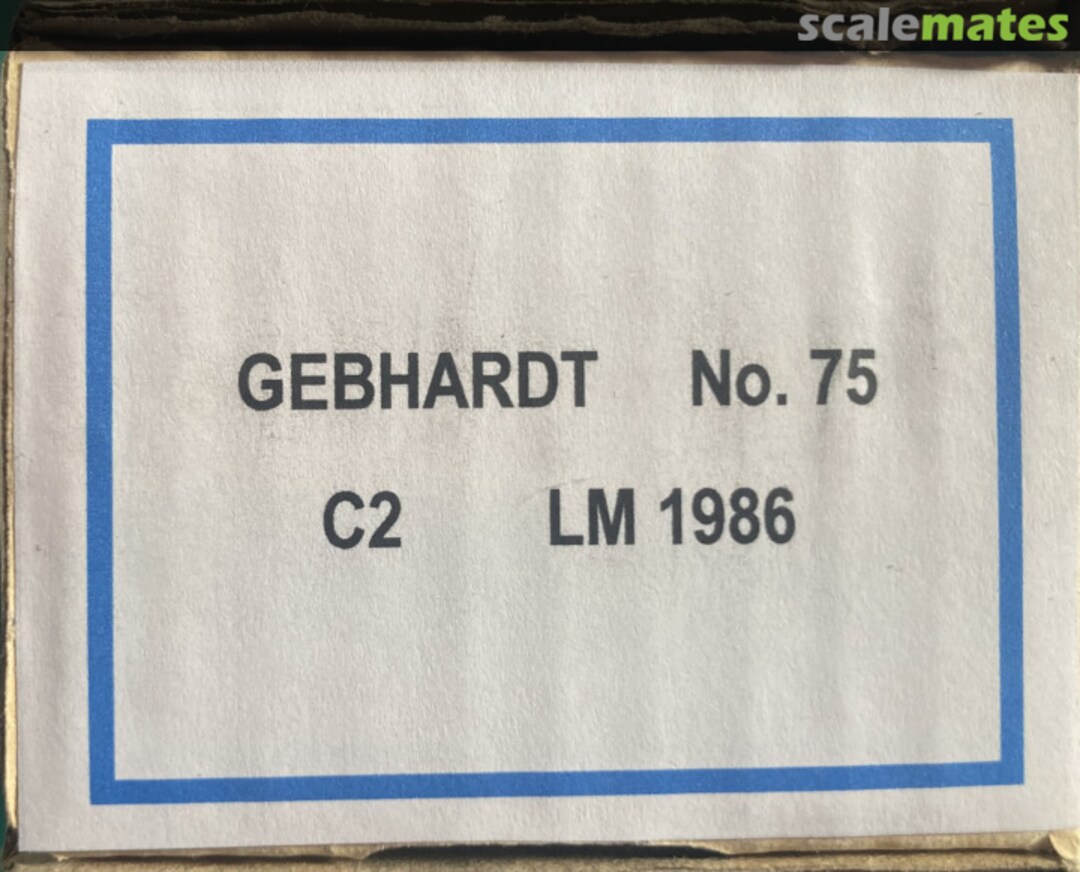 scalemates
GEBHARDT No. 75
C2 LM 1986